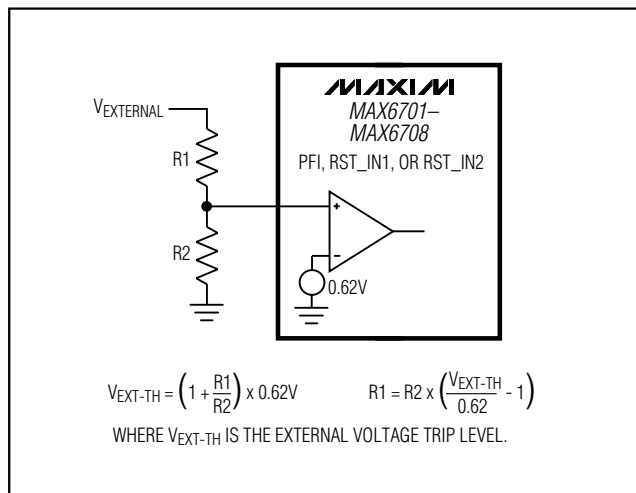 MAXIM
MAX6701–
MAX6708
PFI, RST_IN1, OR RST_IN2
VEXTERNAL
R1
R2
+
-
0.62V
VEXT-TH = (1 + R1/R2) x 0.62V
R1 = R2 x (VEXT-TH/0.62 - 1)
WHERE VEXT-TH IS THE EXTERNAL VOLTAGE TRIP LEVEL.